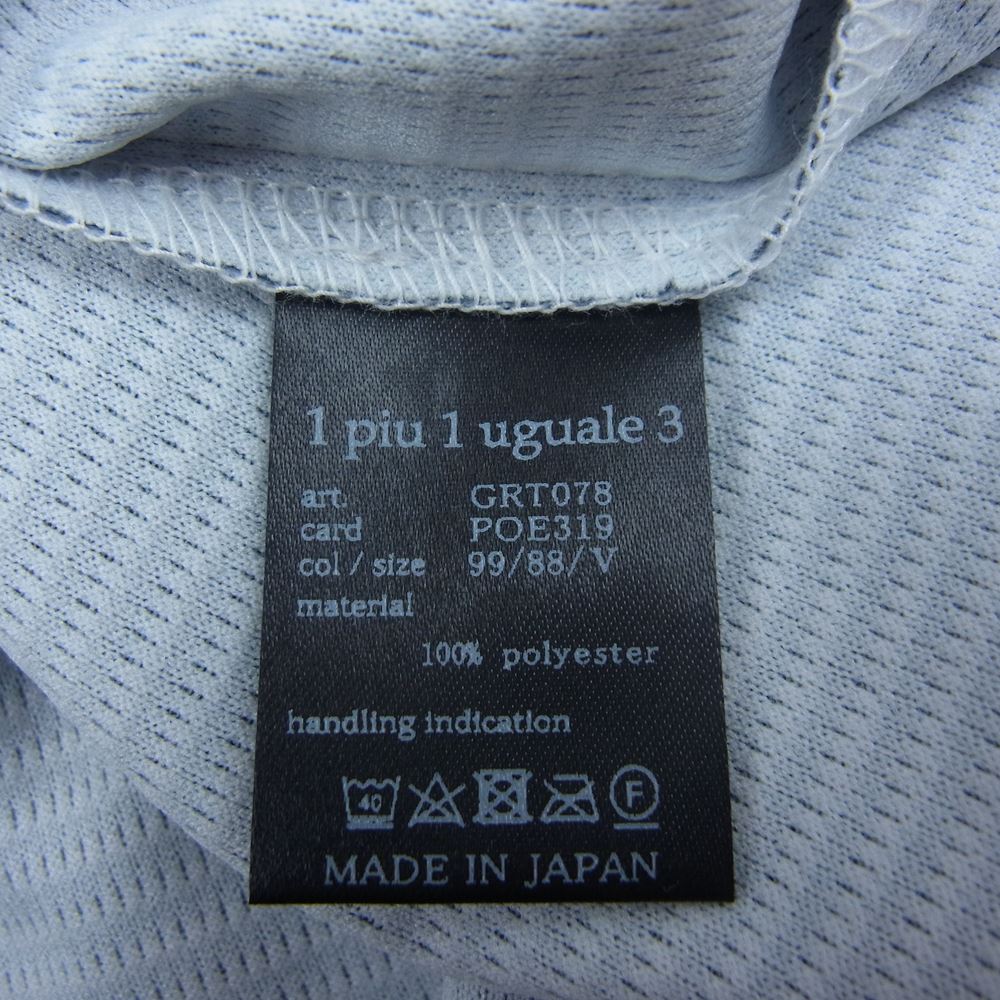 1 piu 1 uguale 3
art. GRT078
card POE319
col / size 99/88/V
material
100% polyester
handling indication
40 F
MADE IN JAPAN